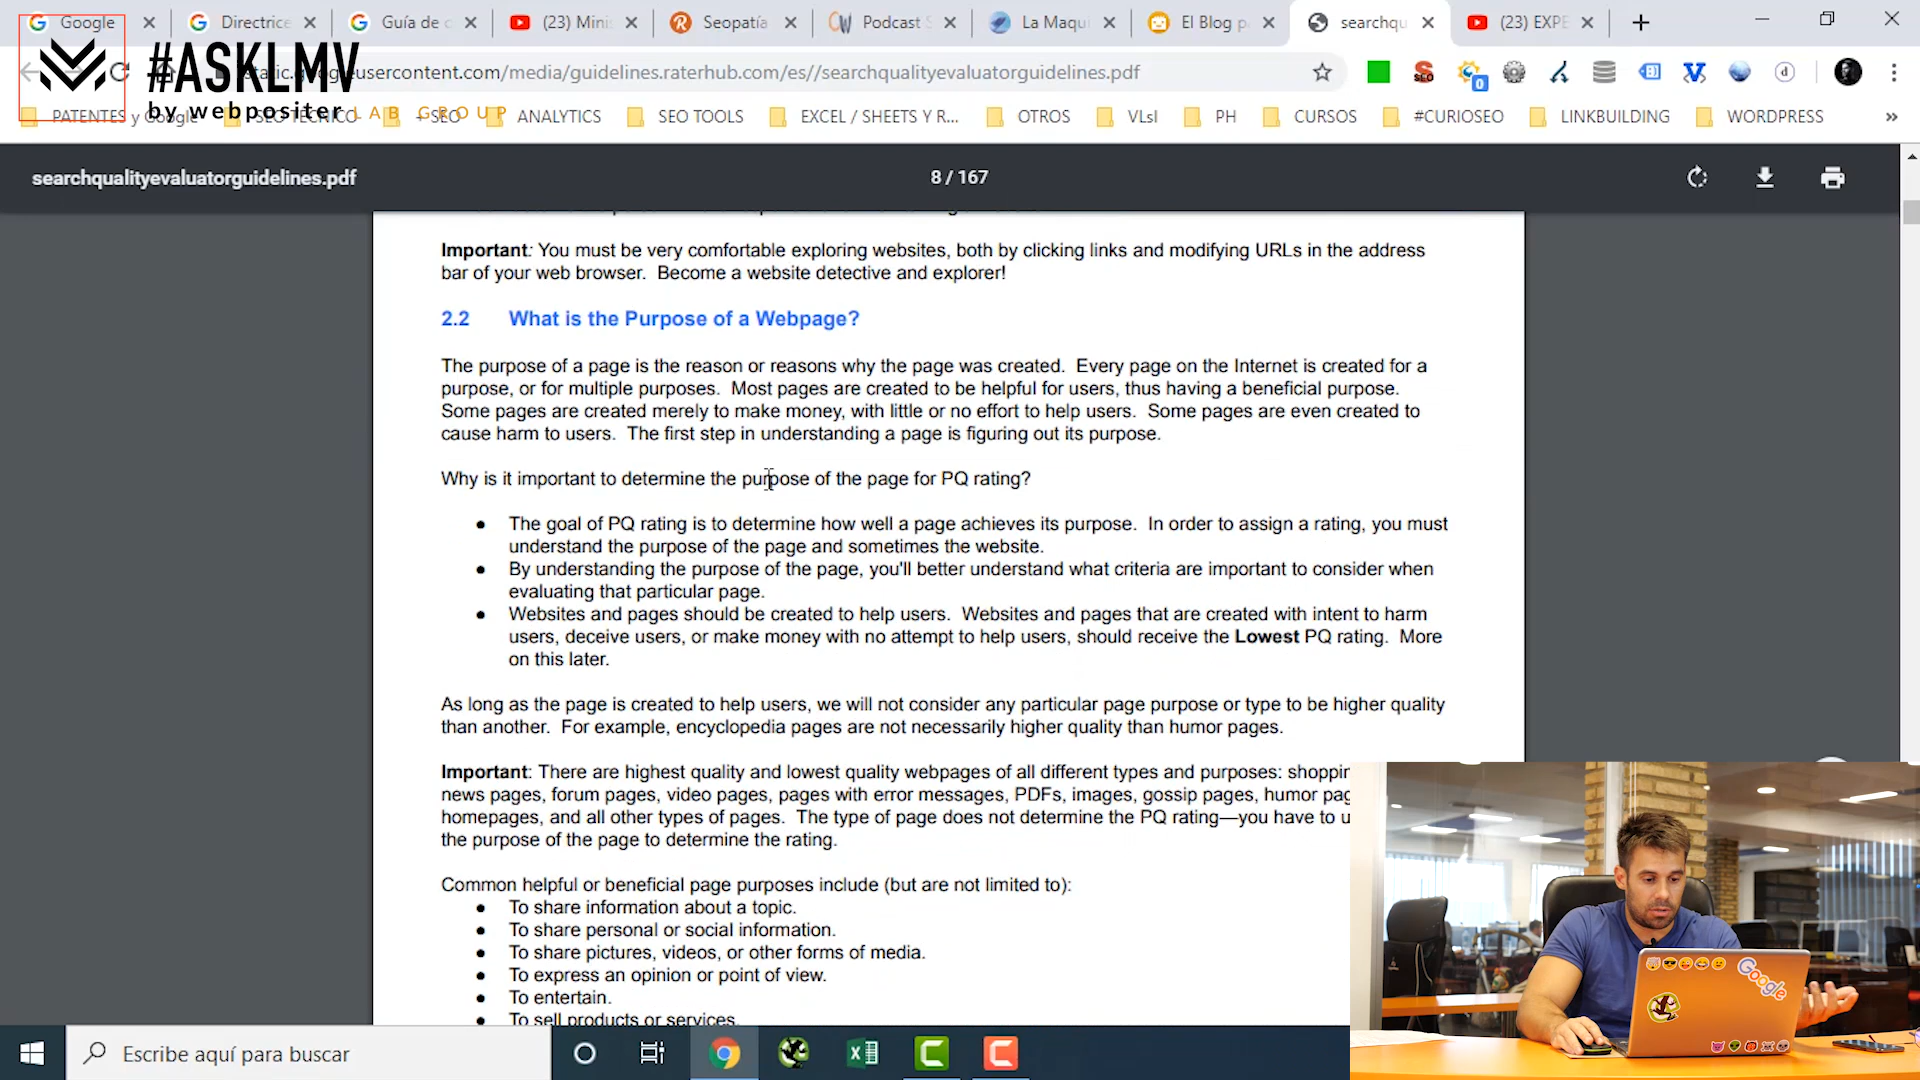 Google
Directrice
Guía de c
(23) Mini
Seopatía
Podcast S
La Maqu
El Blog p
searchqu
(23) EXPE
#ASKLMV
by webpositer LAB GROUP
static.googleusercontent.com/media/guidelines.raterhub.com/es//searchqualityevaluatorguidelines.pdf
PATENTES y Google
SEO TÉCNICO
+ SEO
ANALYTICS
SEO TOOLS
EXCEL / SHEETS Y R...
OTROS
VLsI
PH
CURSOS
#CURIOSEO
LINKBUILDING
WORDPRESS
»
searchqualityevaluatorguidelines.pdf
8 / 167
Important: You must be very comfortable exploring websites, both by clicking links and modifying URLs in the address
bar of your web browser. Become a website detective and explorer!
2.2 What is the Purpose of a Webpage?
The purpose of a page is the reason or reasons why the page was created. Every page on the Internet is created for a
purpose, or for multiple purposes. Most pages are created to be helpful for users, thus having a beneficial purpose.
Some pages are created merely to make money, with little or no effort to help users. Some pages are even created to
cause harm to users. The first step in understanding a page is figuring out its purpose.
Why is it important to determine the purpose of the page for PQ rating?
● The goal of PQ rating is to determine how well a page achieves its purpose. In order to assign a rating, you must
understand the purpose of the page and sometimes the website.
● By understanding the purpose of the page, you'll better understand what criteria are important to consider when
evaluating that particular page.
● Websites and pages should be created to help users. Websites and pages that are created with intent to harm
users, deceive users, or make money with no attempt to help users, should receive the Lowest PQ rating. More
on this later.
As long as the page is created to help users, we will not consider any particular page purpose or type to be higher quality
than another. For example, encyclopedia pages are not necessarily higher quality than humor pages.
Important: There are highest quality and lowest quality webpages of all different types and purposes: shoppin
news pages, forum pages, video pages, pages with error messages, PDFs, images, gossip pages, humor pag
homepages, and all other types of pages. The type of page does not determine the PQ rating—you have to u
the purpose of the page to determine the rating.
Common helpful or beneficial page purposes include (but are not limited to):
● To share information about a topic.
● To share personal or social information.
● To share pictures, videos, or other forms of media.
● To express an opinion or point of view.
● To entertain.
● To sell products or services.
Google
Escribe aquí para buscar